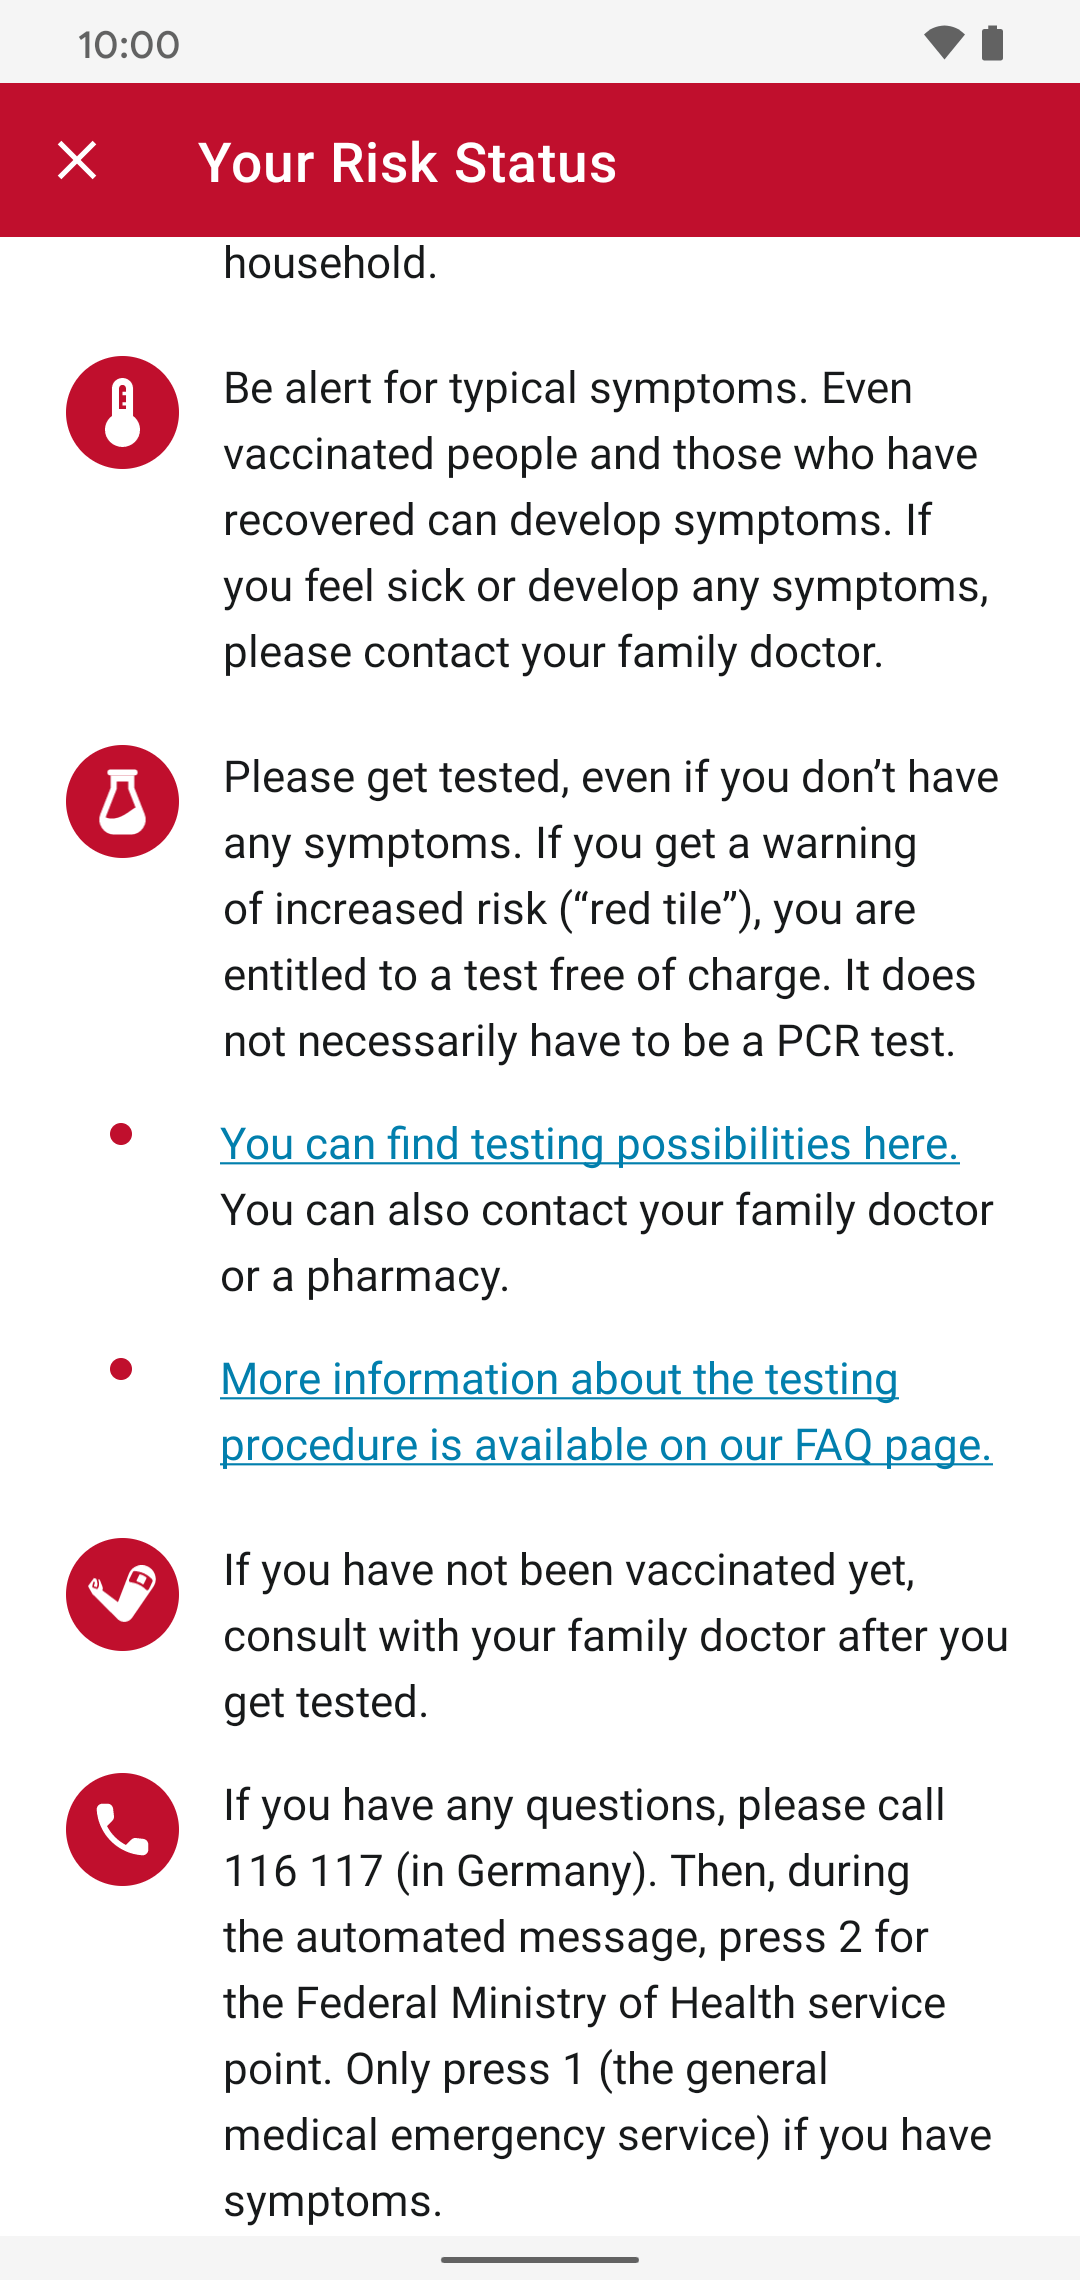 10:00
Your Risk Status
household.
Be alert for typical symptoms. Even
vaccinated people and those who have
recovered can develop symptoms. If
you feel sick or develop any symptoms,
please contact your family doctor.
Please get tested, even if you don’t have
any symptoms. If you get a warning
of increased risk (“red tile”), you are
entitled to a test free of charge. It does
not necessarily have to be a PCR test.
You can find testing possibilities here.
You can also contact your family doctor
or a pharmacy.
More information about the testing
procedure is available on our FAQ page.
If you have not been vaccinated yet,
consult with your family doctor after you
get tested.
If you have any questions, please call
116 117 (in Germany). Then, during
the automated message, press 2 for
the Federal Ministry of Health service
point. Only press 1 (the general
medical emergency service) if you have
symptoms.